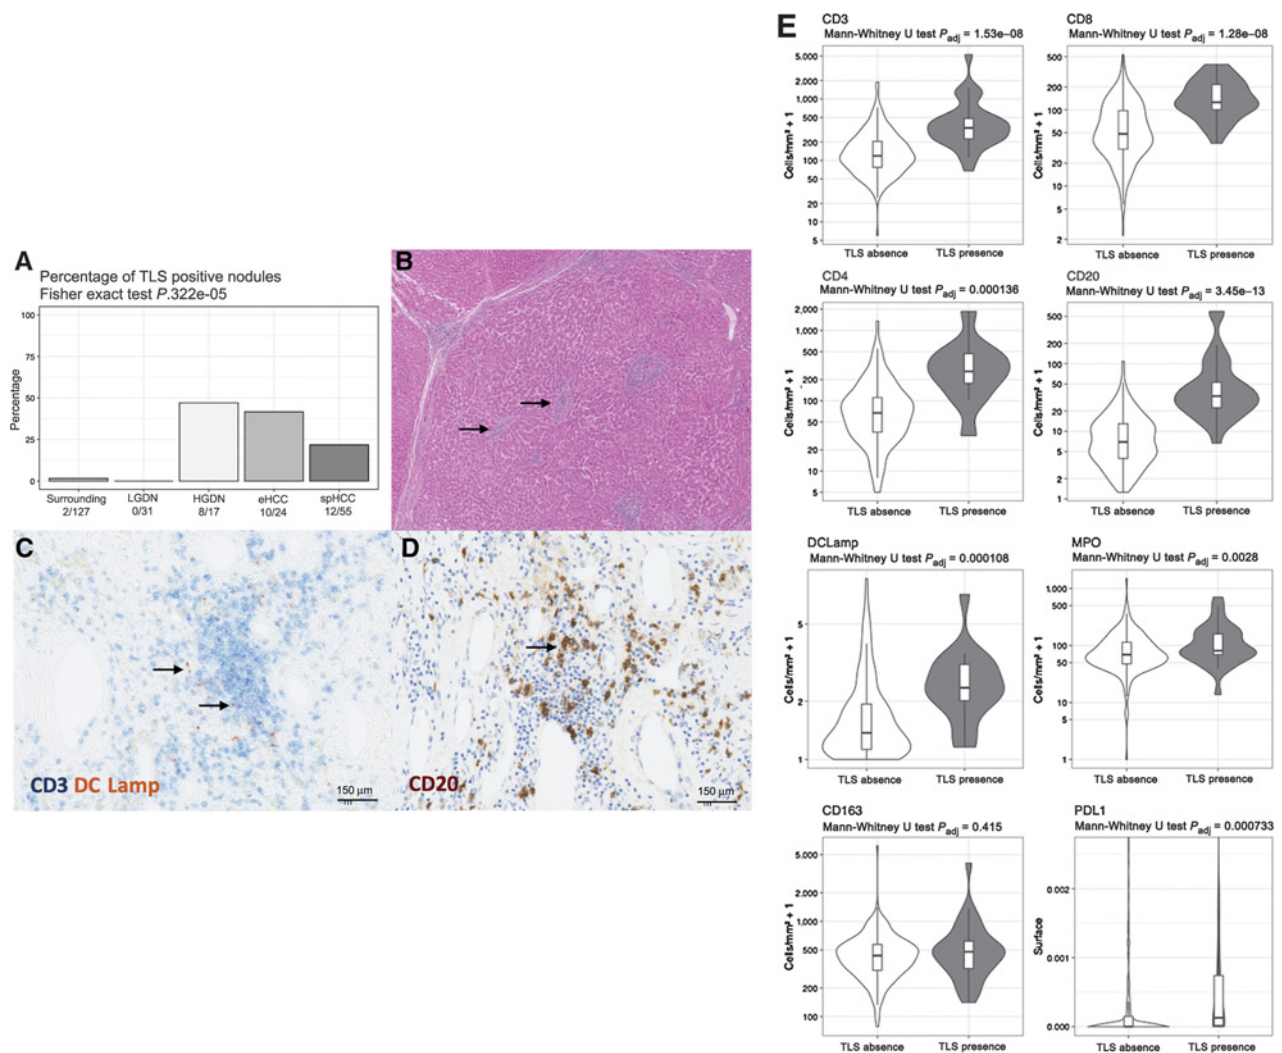 A
Percentage of TLS positive nodules
Fisher exact test P.322e-05
100
75
50
25
0
Percentage
Surrounding LGDN HGDN eHCC spHCC
2/127 0/31 8/17 10/24 12/55
B
C
CD3 DC Lamp
150 µm
D
CD20
150 µm
E
CD3
Mann-Whitney U test Padj = 1.53e–08
5,000
2,000
1,000
500
200
100
50
20
10
5
Cells/mm² + 1
TLS absence TLS presence
CD8
Mann-Whitney U test Padj = 1.28e–08
200
100
50
20
10
5
2
Cells/mm² + 1
TLS absence TLS presence
CD4
Mann-Whitney U test Padj = 0.000136
2,000
1,000
500
200
100
50
20
10
5
Cells/mm² + 1
TLS absence TLS presence
CD20
Mann-Whitney U test Padj = 3.45e–13
500
200
100
50
20
10
5
2
1
Cells/mm² + 1
TLS absence TLS presence
DCLamp
Mann-Whitney U test Padj = 0.000108
5
2
1
Cells/mm² + 1
TLS absence TLS presence
MPO
Mann-Whitney U test Padj = 0.0028
1000
500
100
50
10
5
1
Cells/mm² + 1
TLS absence TLS presence
CD163
Mann-Whitney U test Padj = 0.415
5.000
2.000
1,000
500
200
100
Cells/mm² + 1
TLS absence TLS presence
PDL1
Mann-Whitney U test Padj = 0.000733
0.002
0.001
0.000
Surface
TLS absence TLS presence